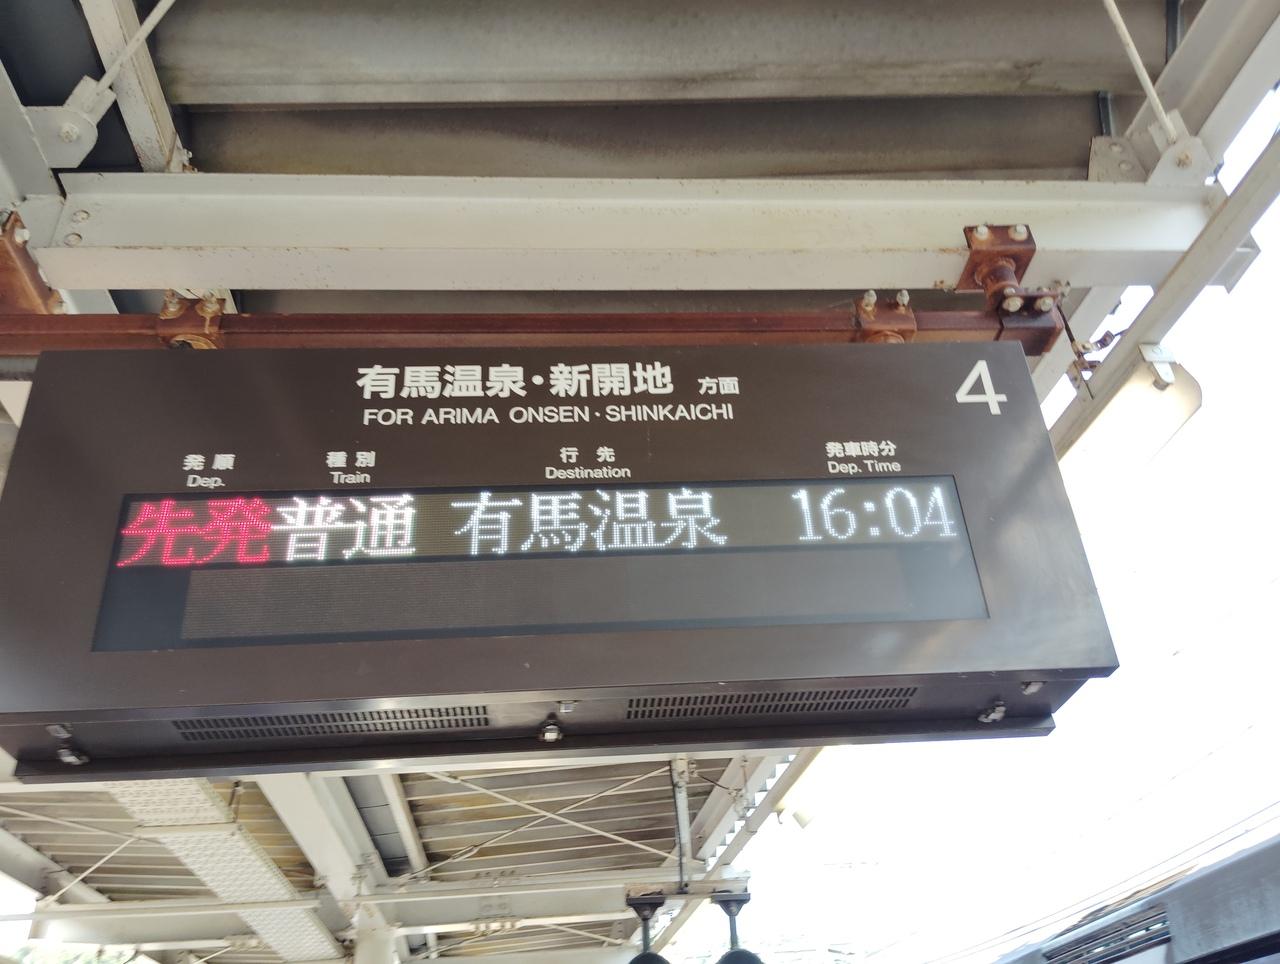 有馬温泉・新開地 方面
FOR ARIMA ONSEN・SHINKAICHI
4
発順 種別 行先 発車時分
Dep. Train Destination Dep. Time
先発 普通 有馬温泉 16:04